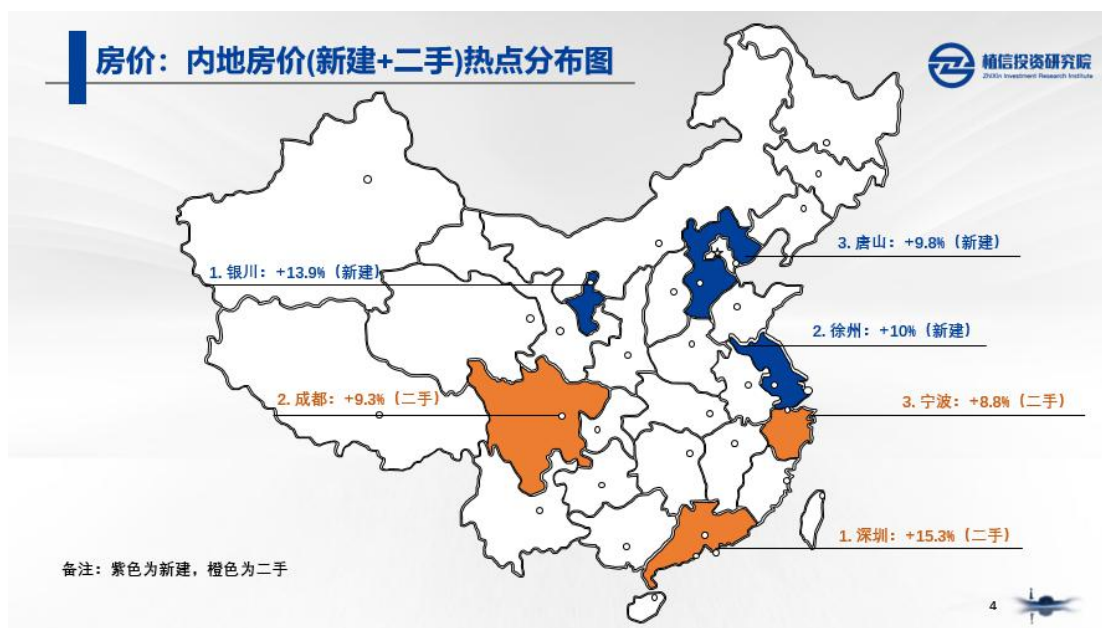 房价：内地房价(新建+二手)热点分布图
植信投资研究院
ZhiXin Investment Research Institute
3. 唐山：+9.8%（新建）
1. 银川：+13.9%（新建）
2. 徐州：+10%（新建）
2. 成都：+9.3%（二手）
3. 宁波：+8.8%（二手）
1. 深圳：+15.3%（二手）
备注：紫色为新建，橙色为二手
4